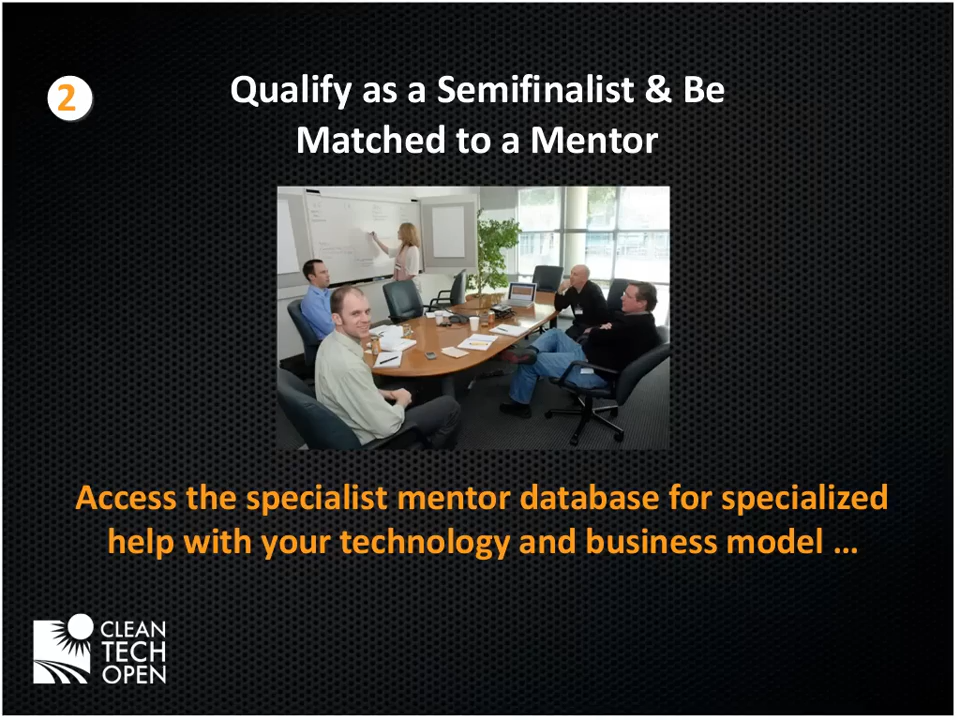 2
Qualify as a Semifinalist & Be
Matched to a Mentor
Access the specialist mentor database for specialized
help with your technology and business model …
CLEAN
TECH
OPEN